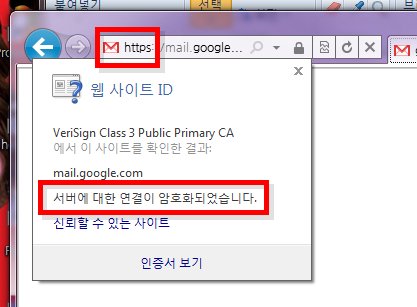 붙여넣기
선택
https://mail.google...
웹 사이트 ID
VeriSign Class 3 Public Primary CA
에서 이 사이트를 확인한 결과:
mail.google.com
서버에 대한 연결이 암호화되었습니다.
신뢰할 수 있는 사이트
인증서 보기